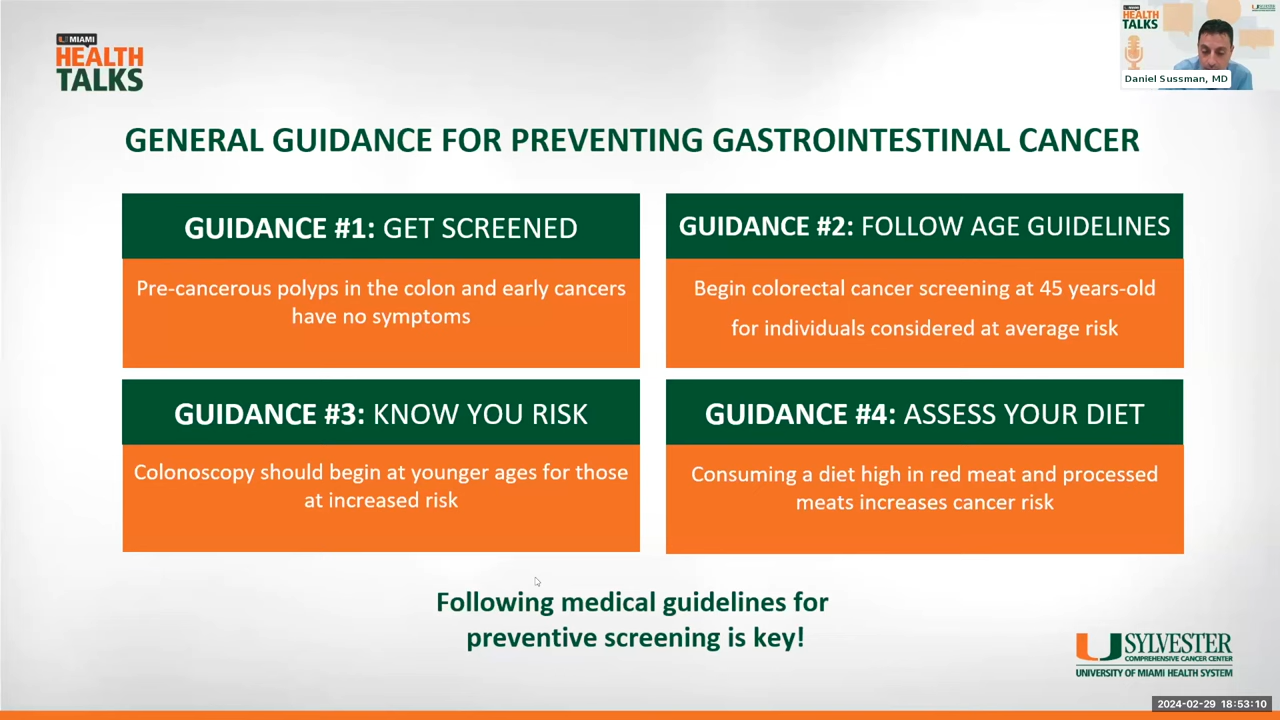 MIAMI
HEALTH
TALKS
HEALTH
TALKS
Daniel Sussman, MD
GENERAL GUIDANCE FOR PREVENTING GASTROINTESTINAL CANCER
GUIDANCE #1: GET SCREENED
Pre-cancerous polyps in the colon and early cancers
have no symptoms
GUIDANCE #2: FOLLOW AGE GUIDELINES
Begin colorectal cancer screening at 45 years-old
for individuals considered at average risk
GUIDANCE #3: KNOW YOU RISK
Colonoscopy should begin at younger ages for those
at increased risk
GUIDANCE #4: ASSESS YOUR DIET
Consuming a diet high in red meat and processed
meats increases cancer risk
Following medical guidelines for
preventive screening is key!
SYLVESTER
COMPREHENSIVE CANCER CENTER
UNIVERSITY OF MIAMI HEALTH SYSTEM
2024-02-29 18:53:10